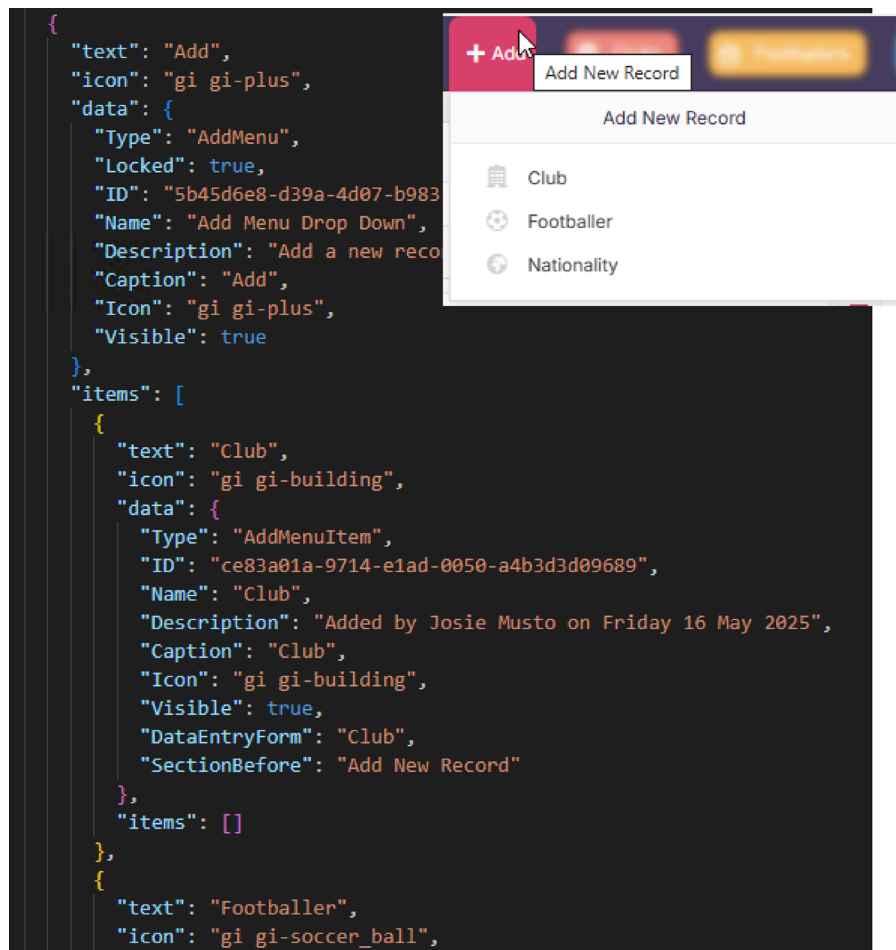 {
"text": "Add",
"icon": "gi gi-plus",
"data": {
"Type": "AddMenu",
"Locked": true,
"ID": "5b45d6e8-d39a-4d07-b983
"Name": "Add Menu Drop Down",
"Description": "Add a new reco
"Caption": "Add",
"Icon": "gi gi-plus",
"Visible": true
},
"items": [
{
"text": "Club",
"icon": "gi gi-building",
"data": {
"Type": "AddMenuItem",
"ID": "ce83a01a-9714-e1ad-0050-a4b3d3d09689",
"Name": "Club",
"Description": "Added by Josie Musto on Friday 16 May 2025",
"Caption": "Club",
"Icon": "gi gi-building",
"Visible": true,
"DataEntryForm": "Club",
"SectionBefore": "Add New Record"
},
"items": []
},
{
"text": "Footballer",
"icon": "gi gi-soccer_ball",
+ Add
Add New Record
Add New Record
Club
Footballer
Nationality